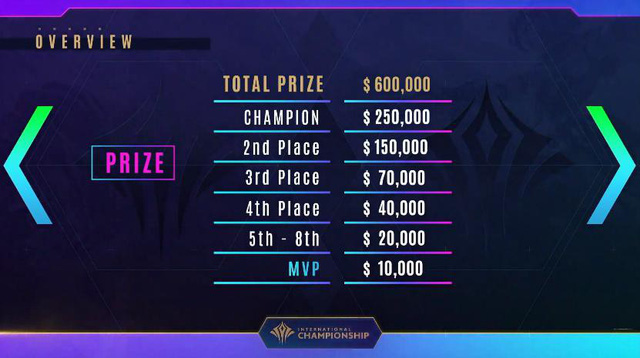 OVERVIEW
PRIZE
TOTAL PRIZE $600,000
CHAMPION $250,000
2nd Place $150,000
3rd Place $ 70,000
4th Place $ 40,000
5th - 8th $ 20,000
MVP $ 10,000
INTERNATIONAL
CHAMPIONSHIP